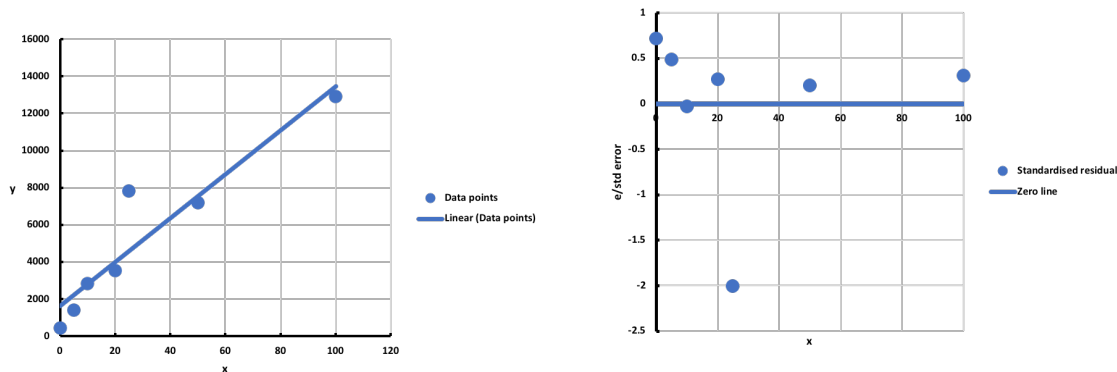 16000
14000
12000
10000
y
8000
6000
4000
2000
0
0 20 40 60 80 100 120
x
Data points
Linear (Data points)
1
0.5
0
0 20 40 60 80 100
-0.5
-1
-1.5
-2
-2.5
e/std error
x
Standardised residual
Zero line